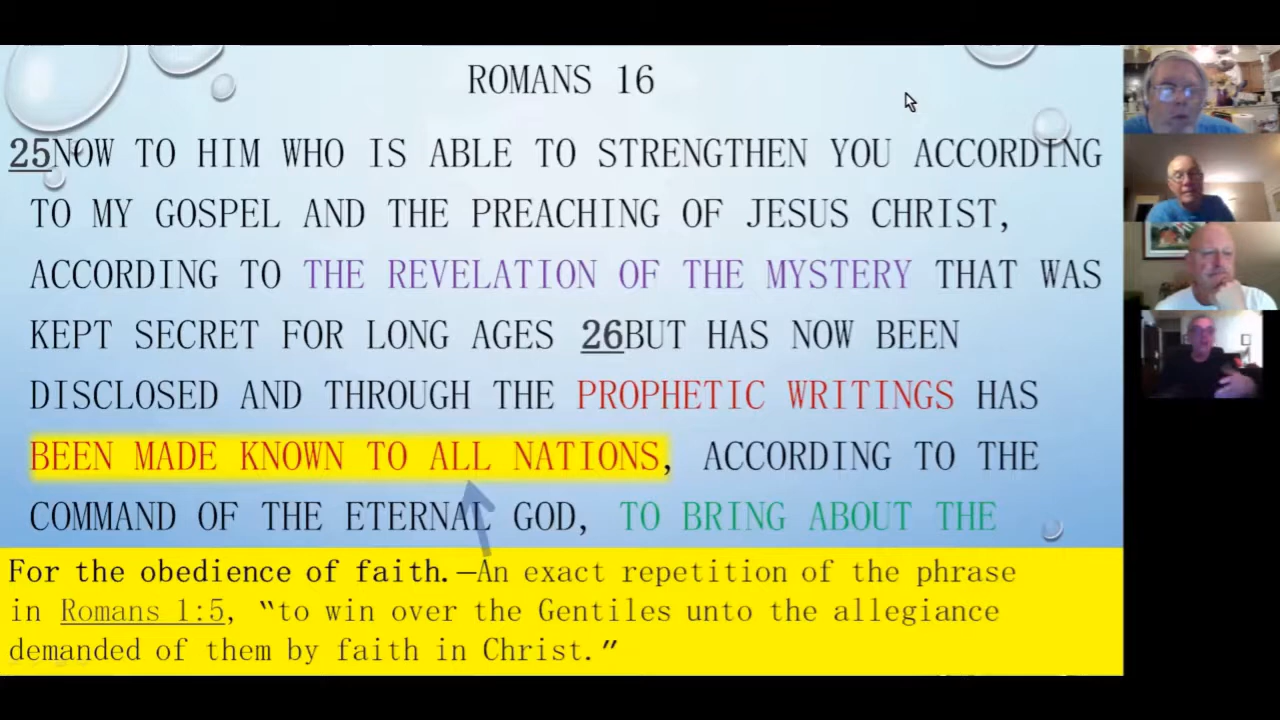 ROMANS 16
25NOW TO HIM WHO IS ABLE TO STRENGTHEN YOU ACCORDING
TO MY GOSPEL AND THE PREACHING OF JESUS CHRIST,
ACCORDING TO THE REVELATION OF THE MYSTERY THAT WAS
KEPT SECRET FOR LONG AGES 26BUT HAS NOW BEEN
DISCLOSED AND THROUGH THE PROPHETIC WRITINGS HAS
BEEN MADE KNOWN TO ALL NATIONS, ACCORDING TO THE
COMMAND OF THE ETERNAL GOD, TO BRING ABOUT THE
For the obedience of faith.—An exact repetition of the phrase
in Romans 1:5, “to win over the Gentiles unto the allegiance
demanded of them by faith in Christ.”